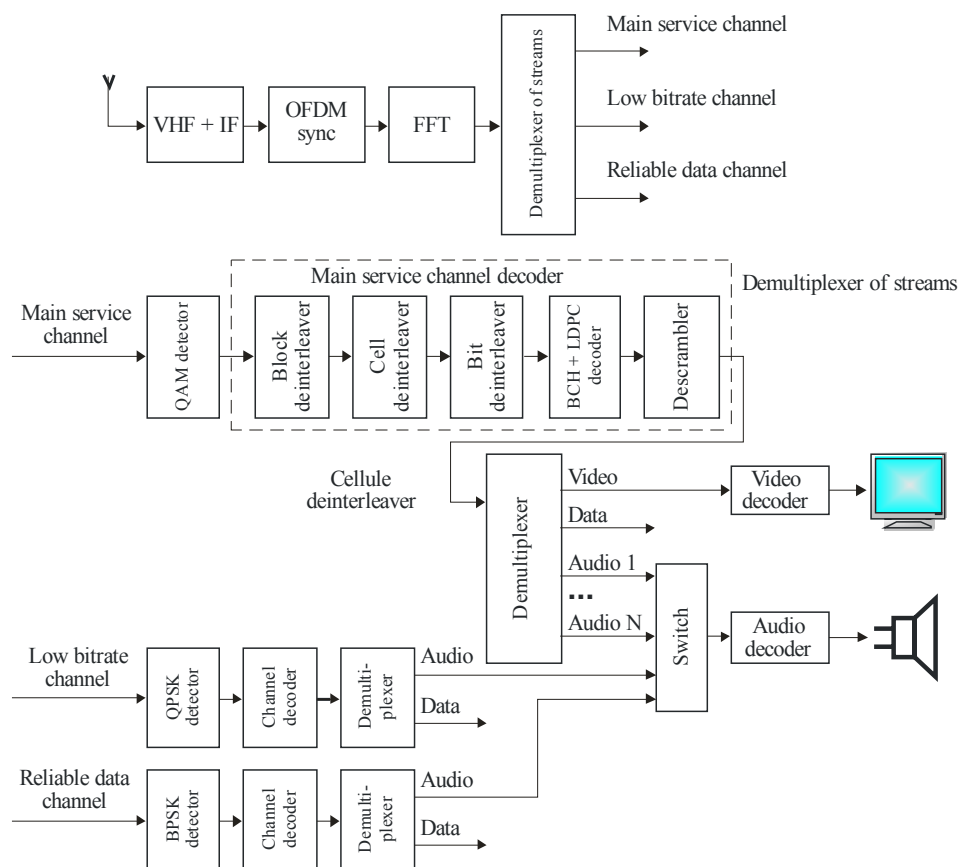 Main service channel
VHF + IF
OFDM
sync
FFT
Demultiplexer of streams
Low bitrate channel
Reliable data channel
Main service channel decoder
Demultiplexer of streams
Main service
channel
QAM detector
Block
deinterleaver
Cell
deinterleaver
Bit
deinterleaver
BCH + LDPC
decoder
Descrambler
Cellule
deinterleaver
Demultiplexer
Video
Data
Audio 1
...
Audio N
Video
decoder
Switch
Audio
decoder
Low bitrate
channel
QPSK
detector
Channel
decoder
Demulti-
plexer
Audio
Data
Reliable data
channel
BPSK
detector
Channel
decoder
Demulti-
plexer
Audio
Data